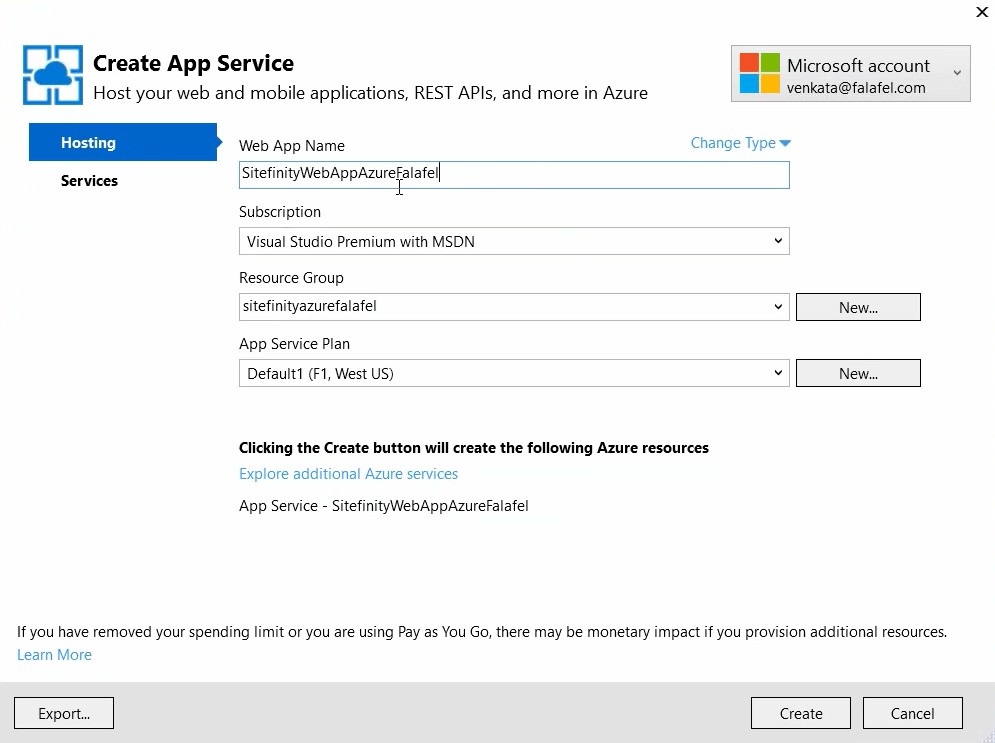 Create App Service
Host your web and mobile applications, REST APIs, and more in Azure
Microsoft account
venkata@falafel.com
Hosting
Services
Web App Name
Change Type
SitefinityWebAppAzureFalafel
Subscription
Visual Studio Premium with MSDN
Resource Group
sitefinityazurefalafel
New...
App Service Plan
Default1 (F1, West US)
New...
Clicking the Create button will create the following Azure resources
Explore additional Azure services
App Service - SitefinityWebAppAzureFalafel
If you have removed your spending limit or you are using Pay as You Go, there may be monetary impact if you provision additional resources.
Learn More
Export...
Create
Cancel